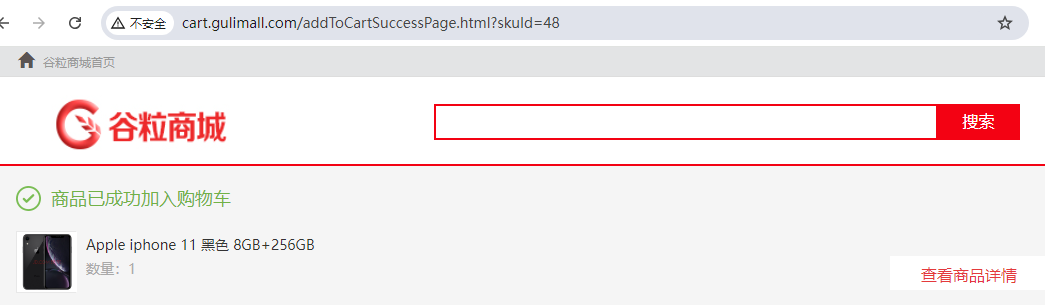 不安全 cart.gulimall.com/addToCartSuccessPage.html?skuId=48
谷粒商城首页
谷粒商城
搜索
商品已成功加入购物车
Apple iphone 11 黑色 8GB+256GB
数量：1
查看商品详情